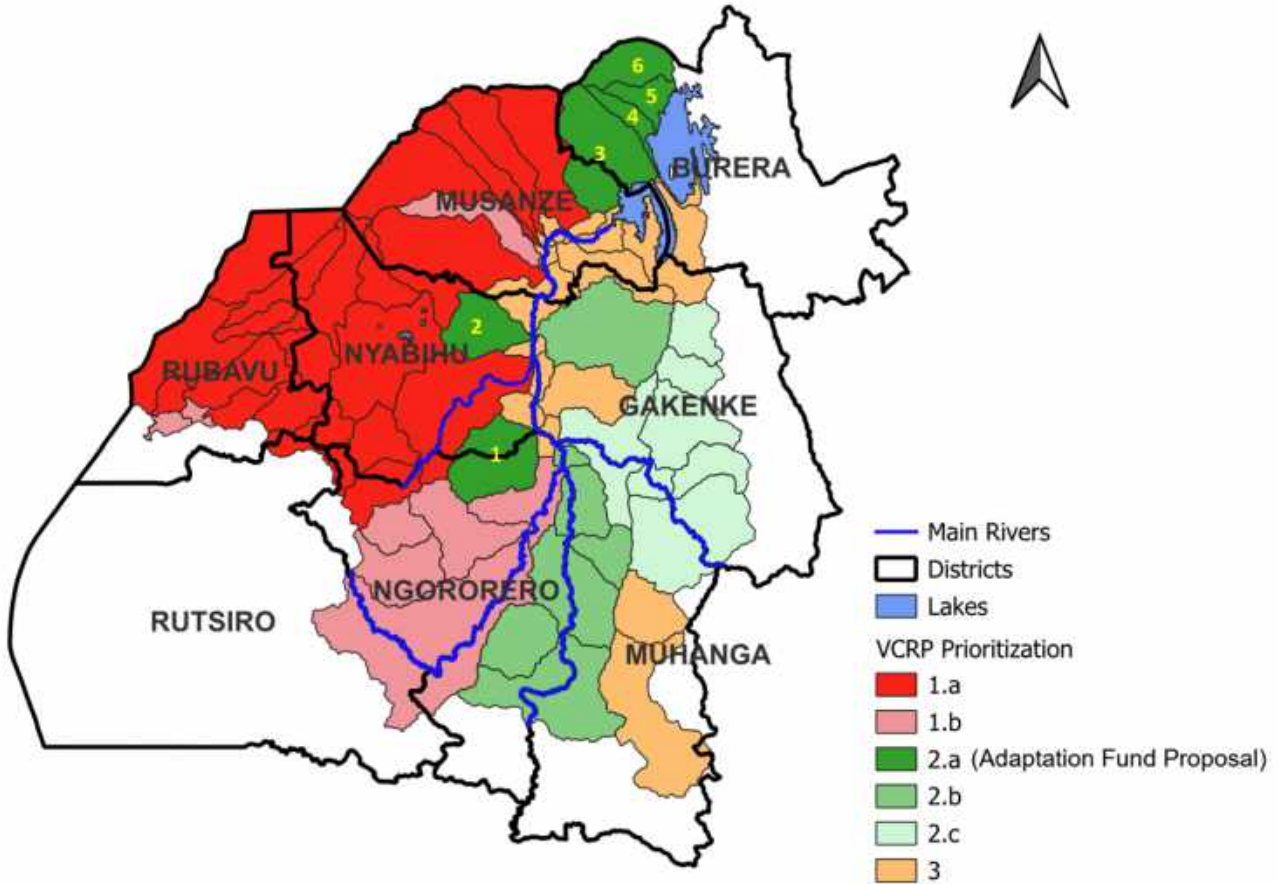 6
5
4
3
BURERA
MUSANZE
2
NYABIHU
RUBAVU
GAKENKE
1
NGORORERO
RUTSIRO
MUHANGA
Main Rivers
Districts
Lakes
VCRP Prioritization
1.a
1.b
2.a (Adaptation Fund Proposal)
2.b
2.c
3